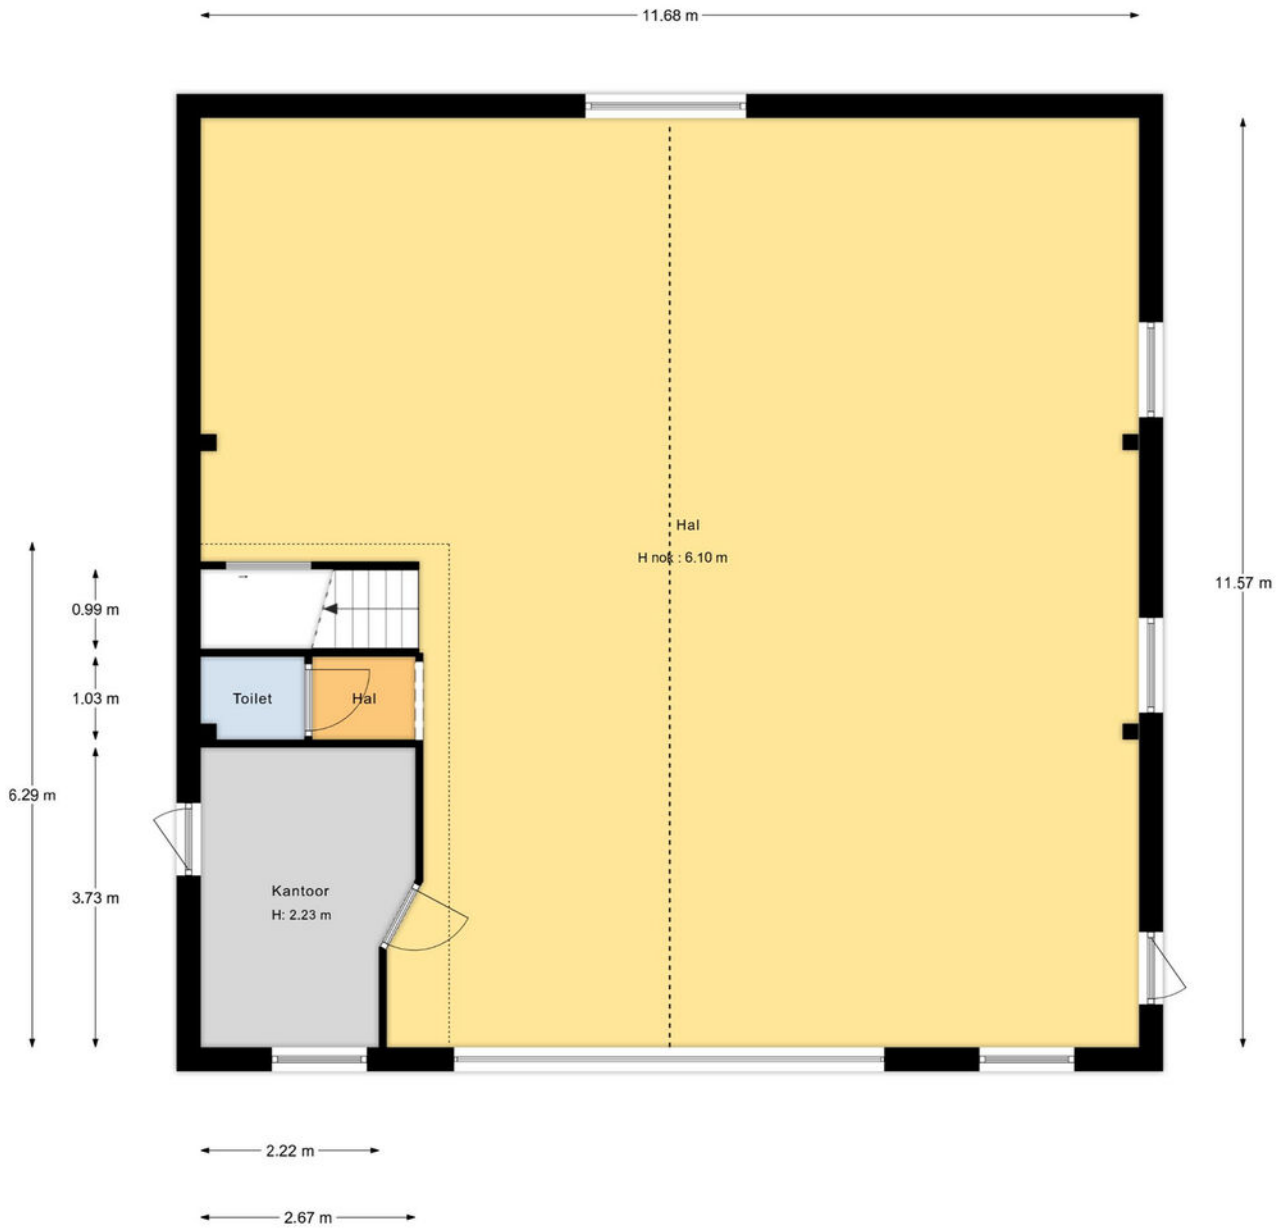 11.68 m
Hal
H nok : 6.10 m
11.57 m
0.99 m
1.03 m
Toilet
Hal
6.29 m
3.73 m
Kantoor
H: 2.23 m
2.22 m
2.67 m